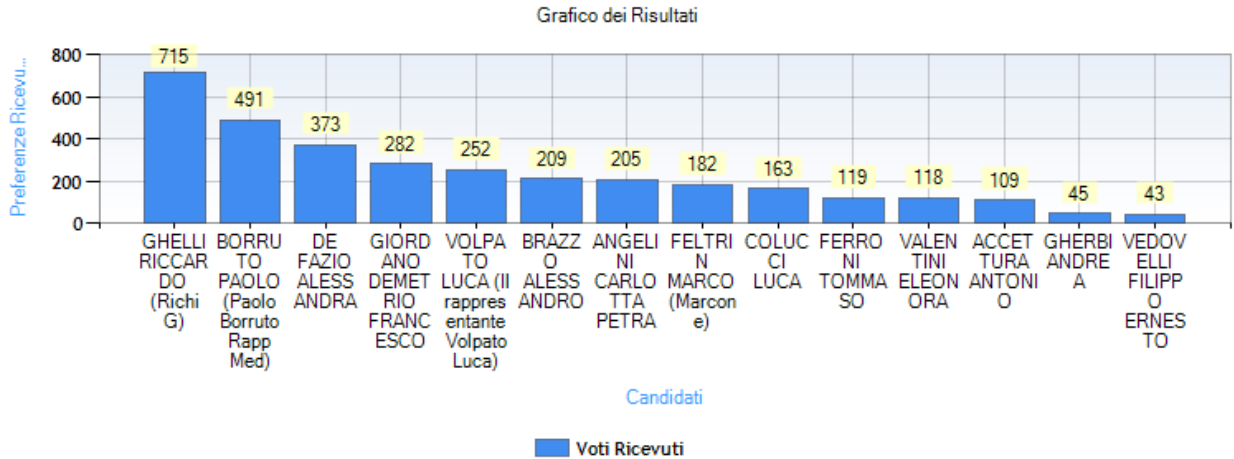 Grafico dei Risultati
Preferenze Ricevu...
800
600
400
200
0
715
491
373
282
252
209
205
182
163
119
118
109
45
43
GHELLI
RICCAR
DO
(Richi
G)
BORRU
TO
PAOLO
(Paolo
Borruto
Rapp
Med)
DE
FAZIO
ALESS
ANDRA
GIORD
ANO
DEMET
RIO
FRANC
ESCO
VOLPA
TO
LUCA (Il
rappres
entante
Volpato
Luca)
BRAZZ
O
ALESS
ANDRO
ANGELI
NI
CARLO
TTA
PETRA
FELTRI
N
MARCO
(Marcon
e)
COLUC
CI
LUCA
FERRO
NI
TOMMA
SO
VALEN
TINI
ELEON
ORA
ACCET
TURA
ANTONI
O
GHERBI
ANDRE
A
VEDOV
ELLI
FILIPP
O
ERNES
TO
Candidati
Voti Ricevuti